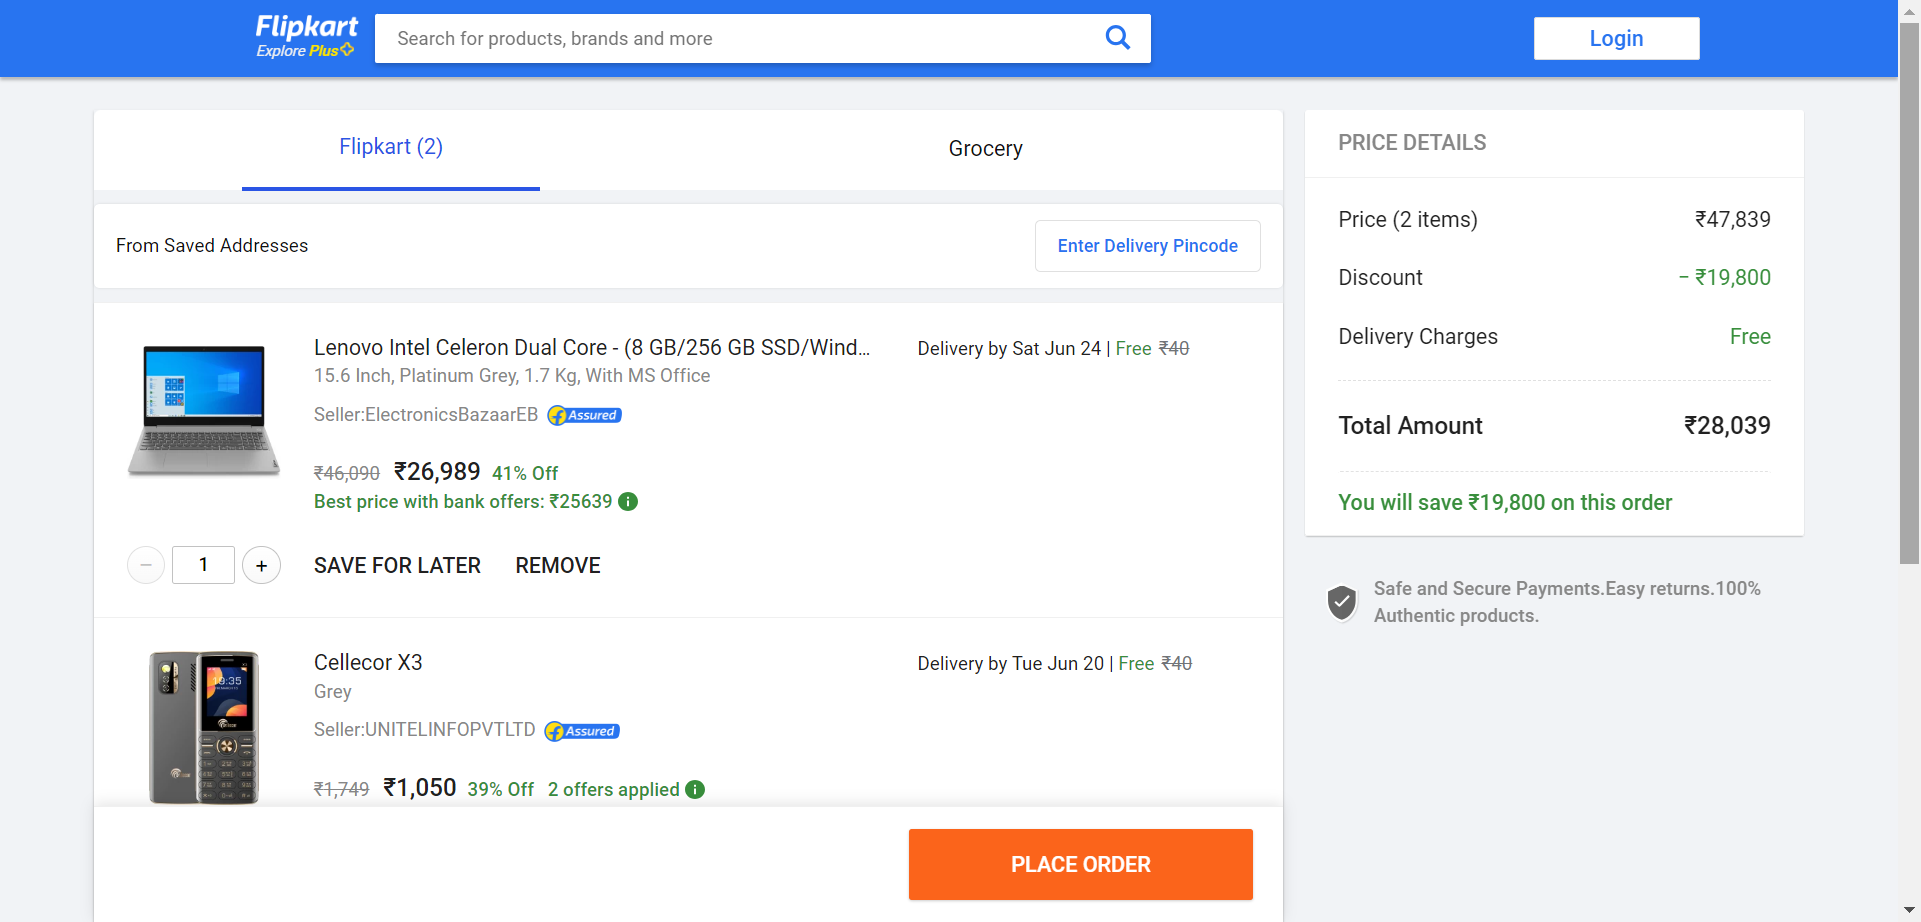 Flipkart
Explore Plus
Search for products, brands and more
Login
Flipkart (2)
Grocery
From Saved Addresses
Enter Delivery Pincode
Lenovo Intel Celeron Dual Core - (8 GB/256 GB SSD/Wind...
15.6 Inch, Platinum Grey, 1.7 Kg, With MS Office
Seller:ElectronicsBazaarEB
Assured
₹46,090 ₹26,989 41% Off
Best price with bank offers: ₹25639
Delivery by Sat Jun 24 | Free ₹40
1
SAVE FOR LATER
REMOVE
Cellecor X3
Grey
Seller:UNITELINFOPVTLTD
Assured
₹1,749 ₹1,050 39% Off 2 offers applied
Delivery by Tue Jun 20 | Free ₹40
PLACE ORDER
PRICE DETAILS
Price (2 items) ₹47,839
Discount − ₹19,800
Delivery Charges Free
Total Amount ₹28,039
You will save ₹19,800 on this order
Safe and Secure Payments.Easy returns.100%
Authentic products.